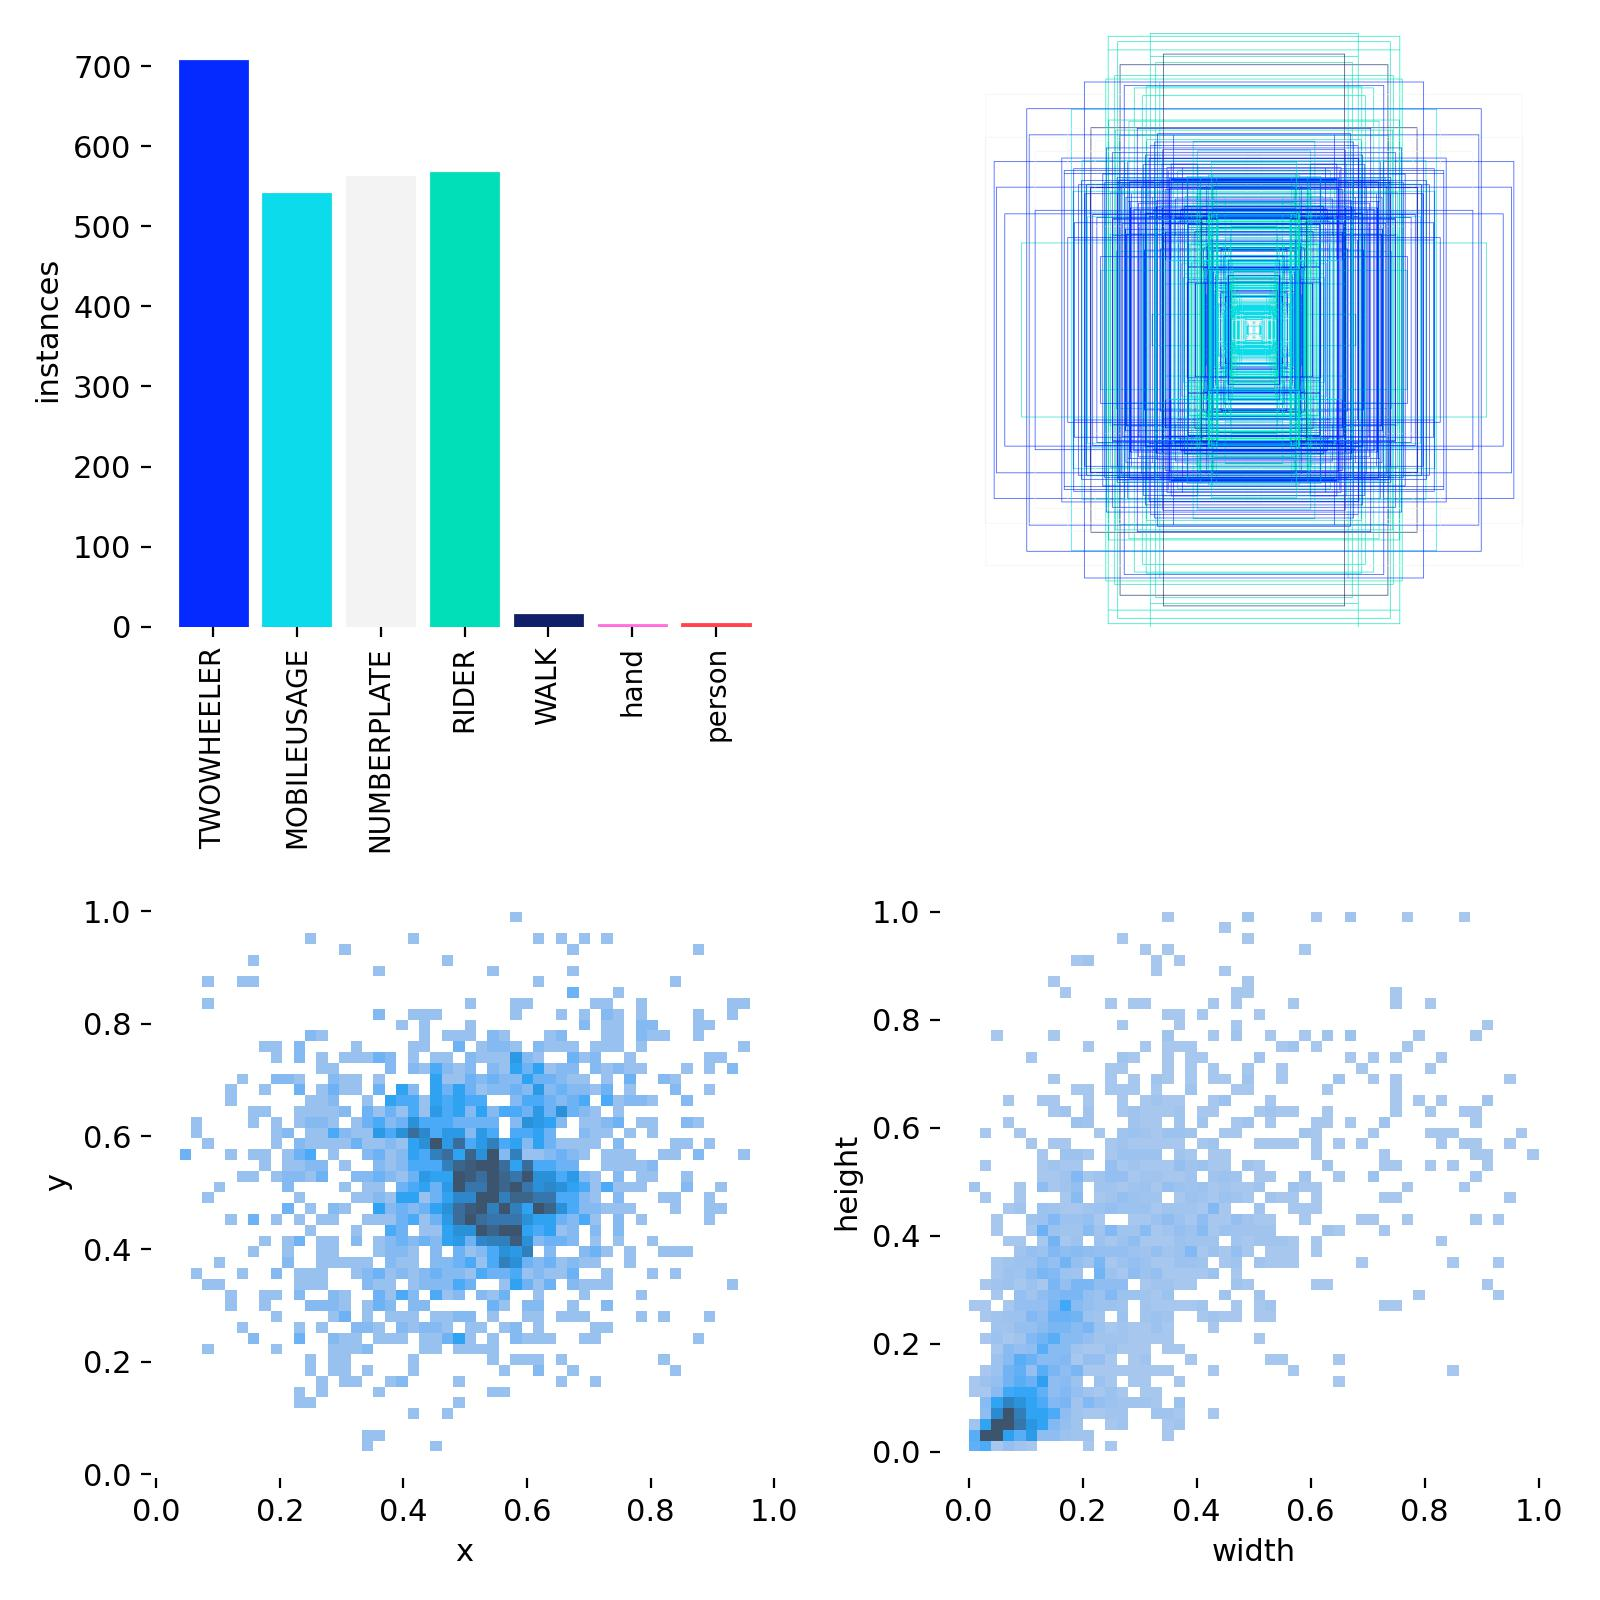 700
600
500
400
300
200
100
0
instances
TWOWHEELER
MOBILEUSAGE
NUMBERPLATE
RIDER
WALK
hand
person
1.0
0.8
0.6
0.4
0.2
0.0
y
0.0 0.2 0.4 0.6 0.8 1.0
x
1.0
0.8
0.6
0.4
0.2
0.0
height
0.0 0.2 0.4 0.6 0.8 1.0
width